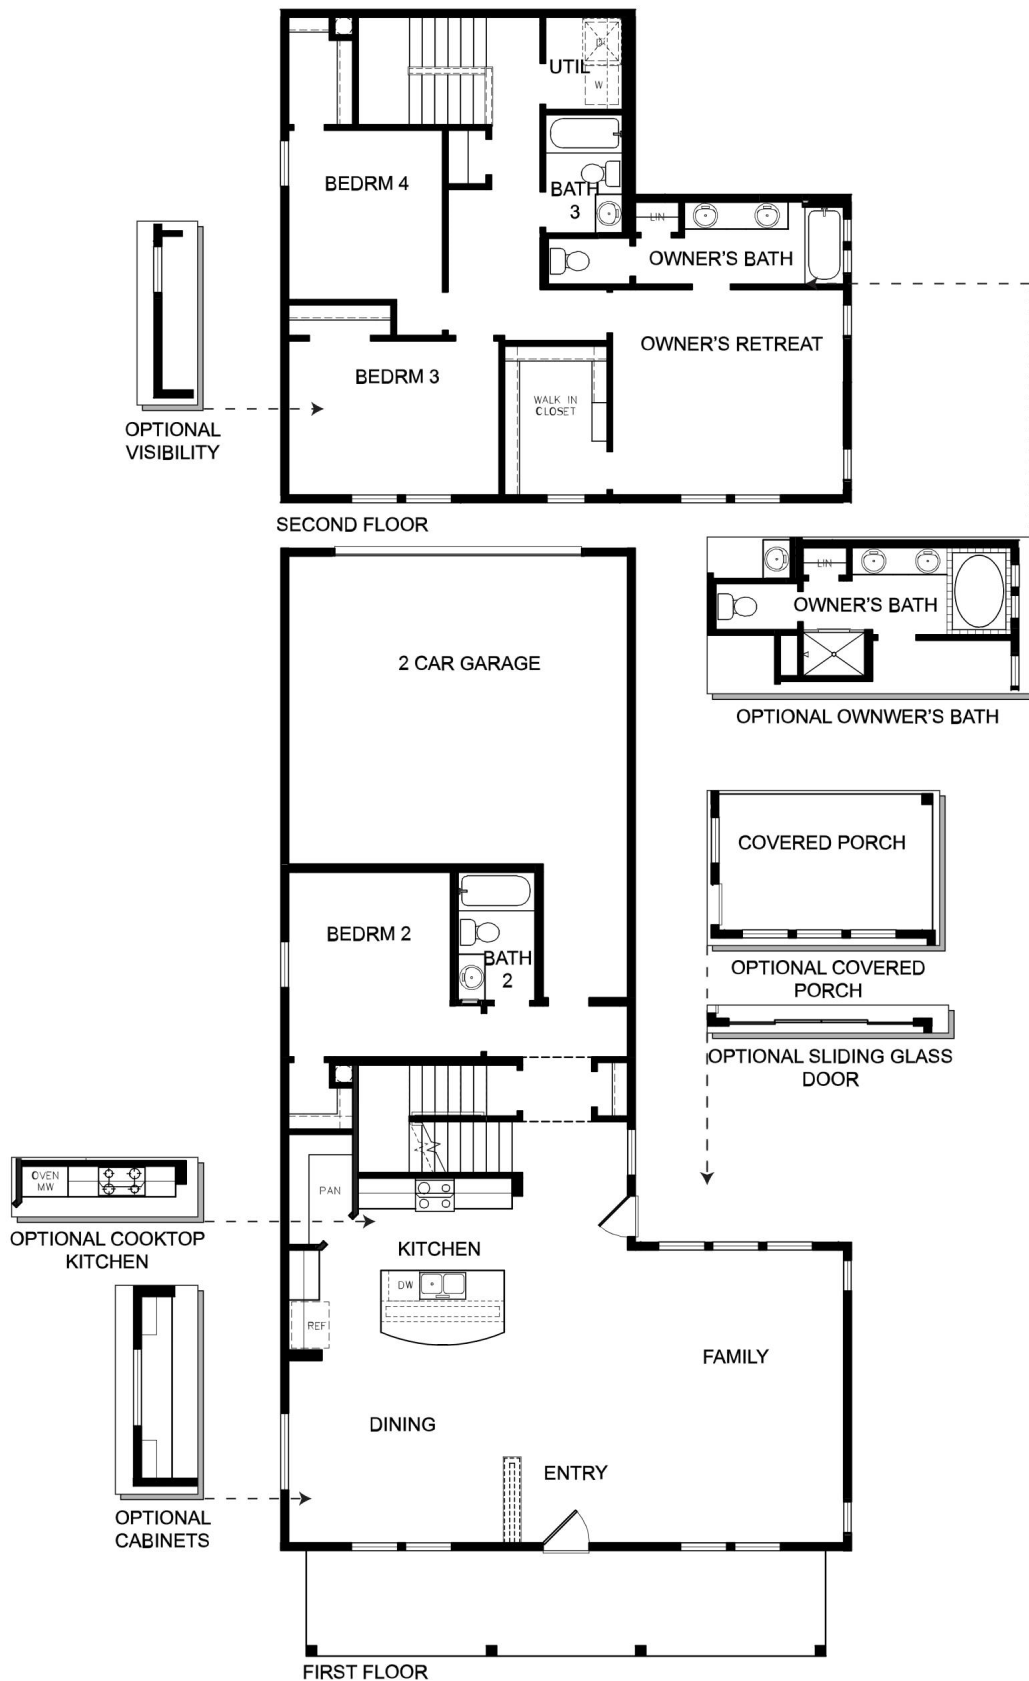 D
UTIL
W
BEDRM 4
BATH
3
LIN
OWNER'S BATH
OWNER'S RETREAT
BEDRM 3
WALK IN
CLOSET
OPTIONAL
VISIBILITY
SECOND FLOOR
2 CAR GARAGE
LIN
OWNER'S BATH
OPTIONAL OWNWER'S BATH
COVERED PORCH
OPTIONAL COVERED
PORCH
BEDRM 2
BATH
2
OPTIONAL SLIDING GLASS
DOOR
OVEN
MW
PAN
OPTIONAL COOKTOP
KITCHEN
KITCHEN
DW
REF
FAMILY
DINING
ENTRY
OPTIONAL
CABINETS
FIRST FLOOR